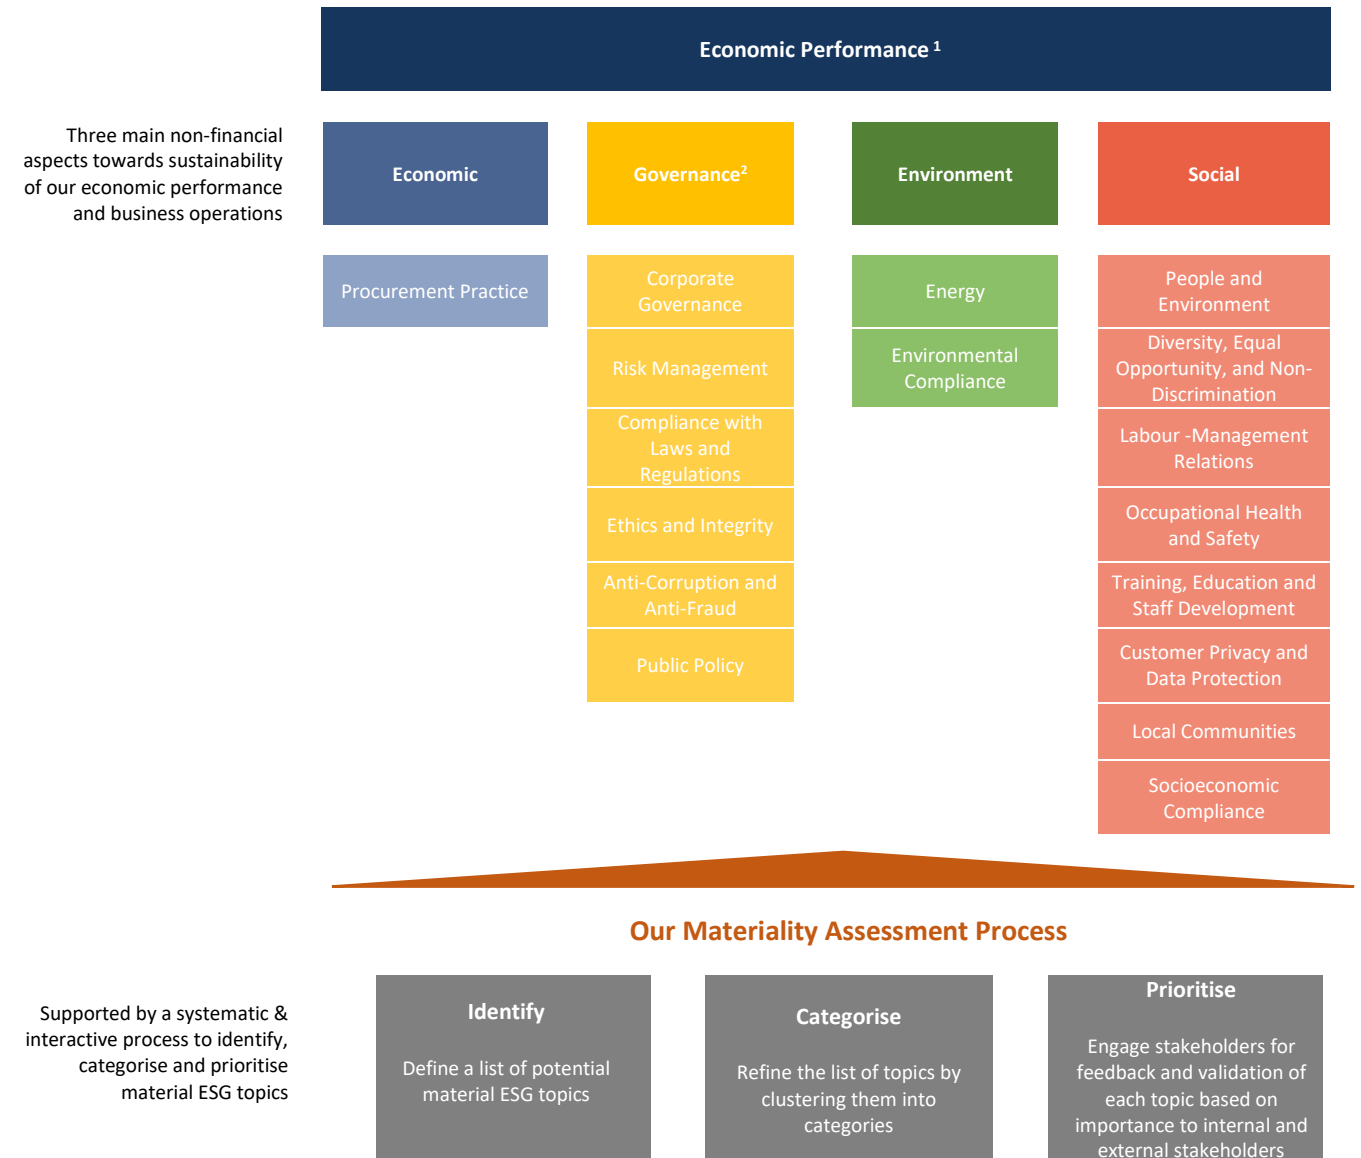 Economic Performance 1
Three main non-financial
aspects towards sustainability
of our economic performance
and business operations
Economic
Governance2
Environment
Social
Procurement Practice
Corporate
Governance
Risk Management
Compliance with
Laws and
Regulations
Ethics and Integrity
Anti-Corruption and
Anti-Fraud
Public Policy
Energy
Environmental
Compliance
People and
Environment
Diversity, Equal
Opportunity, and Non-
Discrimination
Labour -Management
Relations
Occupational Health
and Safety
Training, Education and
Staff Development
Customer Privacy and
Data Protection
Local Communities
Socioeconomic
Compliance
Our Materiality Assessment Process
Supported by a systematic &
interactive process to identify,
categorise and prioritise
material ESG topics
Identify
Define a list of potential
material ESG topics
Categorise
Refine the list of topics by
clustering them into
categories
Prioritise
Engage stakeholders for
feedback and validation of
each topic based on
importance to internal and
external stakeholders